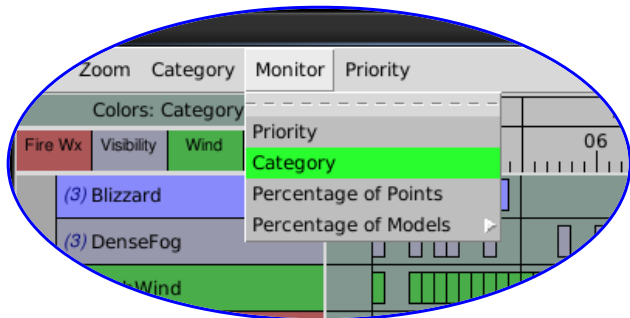 Zoom Category Monitor Priority
Colors: Category
Priority
Fire Wx Visibility Wind
06
Category
(3) Blizzard
Percentage of Points
Percentage of Models
(3) DenseFog
Wind